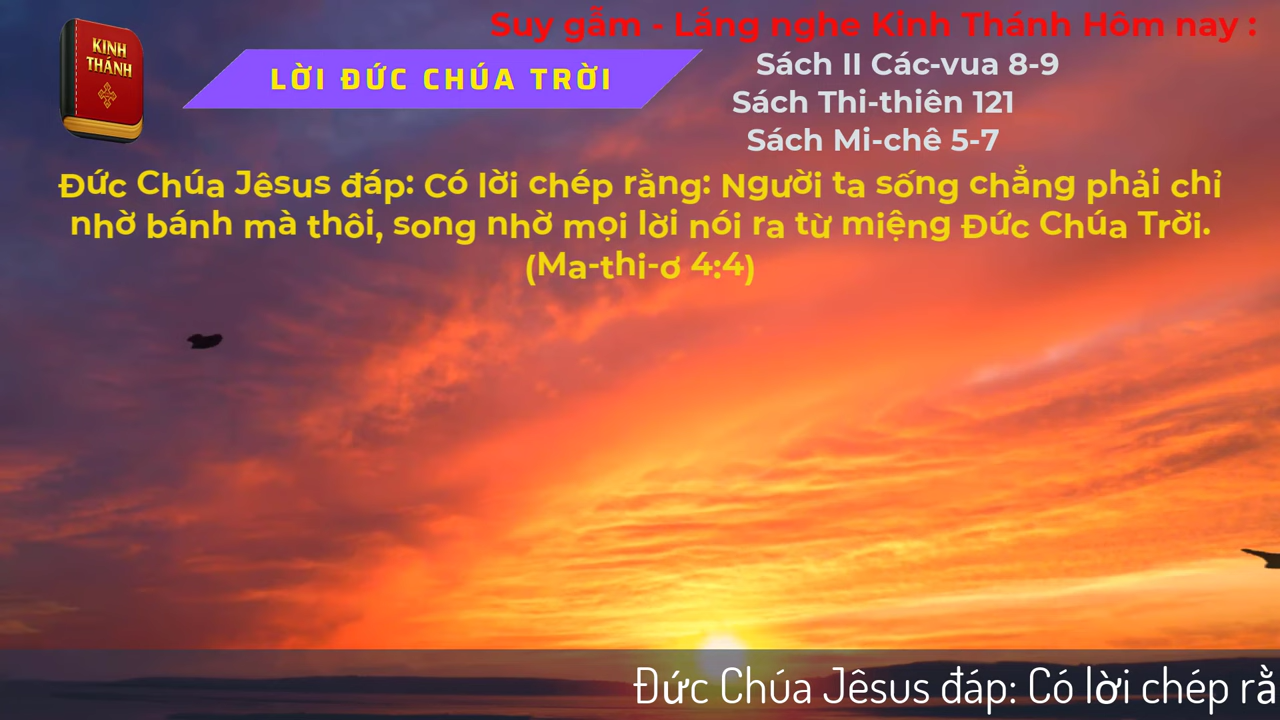 Suy gẫm - Lắng nghe Kinh Thánh Hôm nay :
KINH
THÁNH
LỜI ĐỨC CHÚA TRỜI
Sách II Các-vua 8-9
Sách Thi-thiên 121
Sách Mi-chê 5-7
Đức Chúa Jêsus đáp: Có lời chép rằng: Người ta sống chẳng phải chỉ
nhờ bánh mà thôi, song nhờ mọi lời nói ra từ miệng Đức Chúa Trời.
(Ma-thi-ơ 4:4)
Đức Chúa Jêsus đáp: Có lời chép rằ